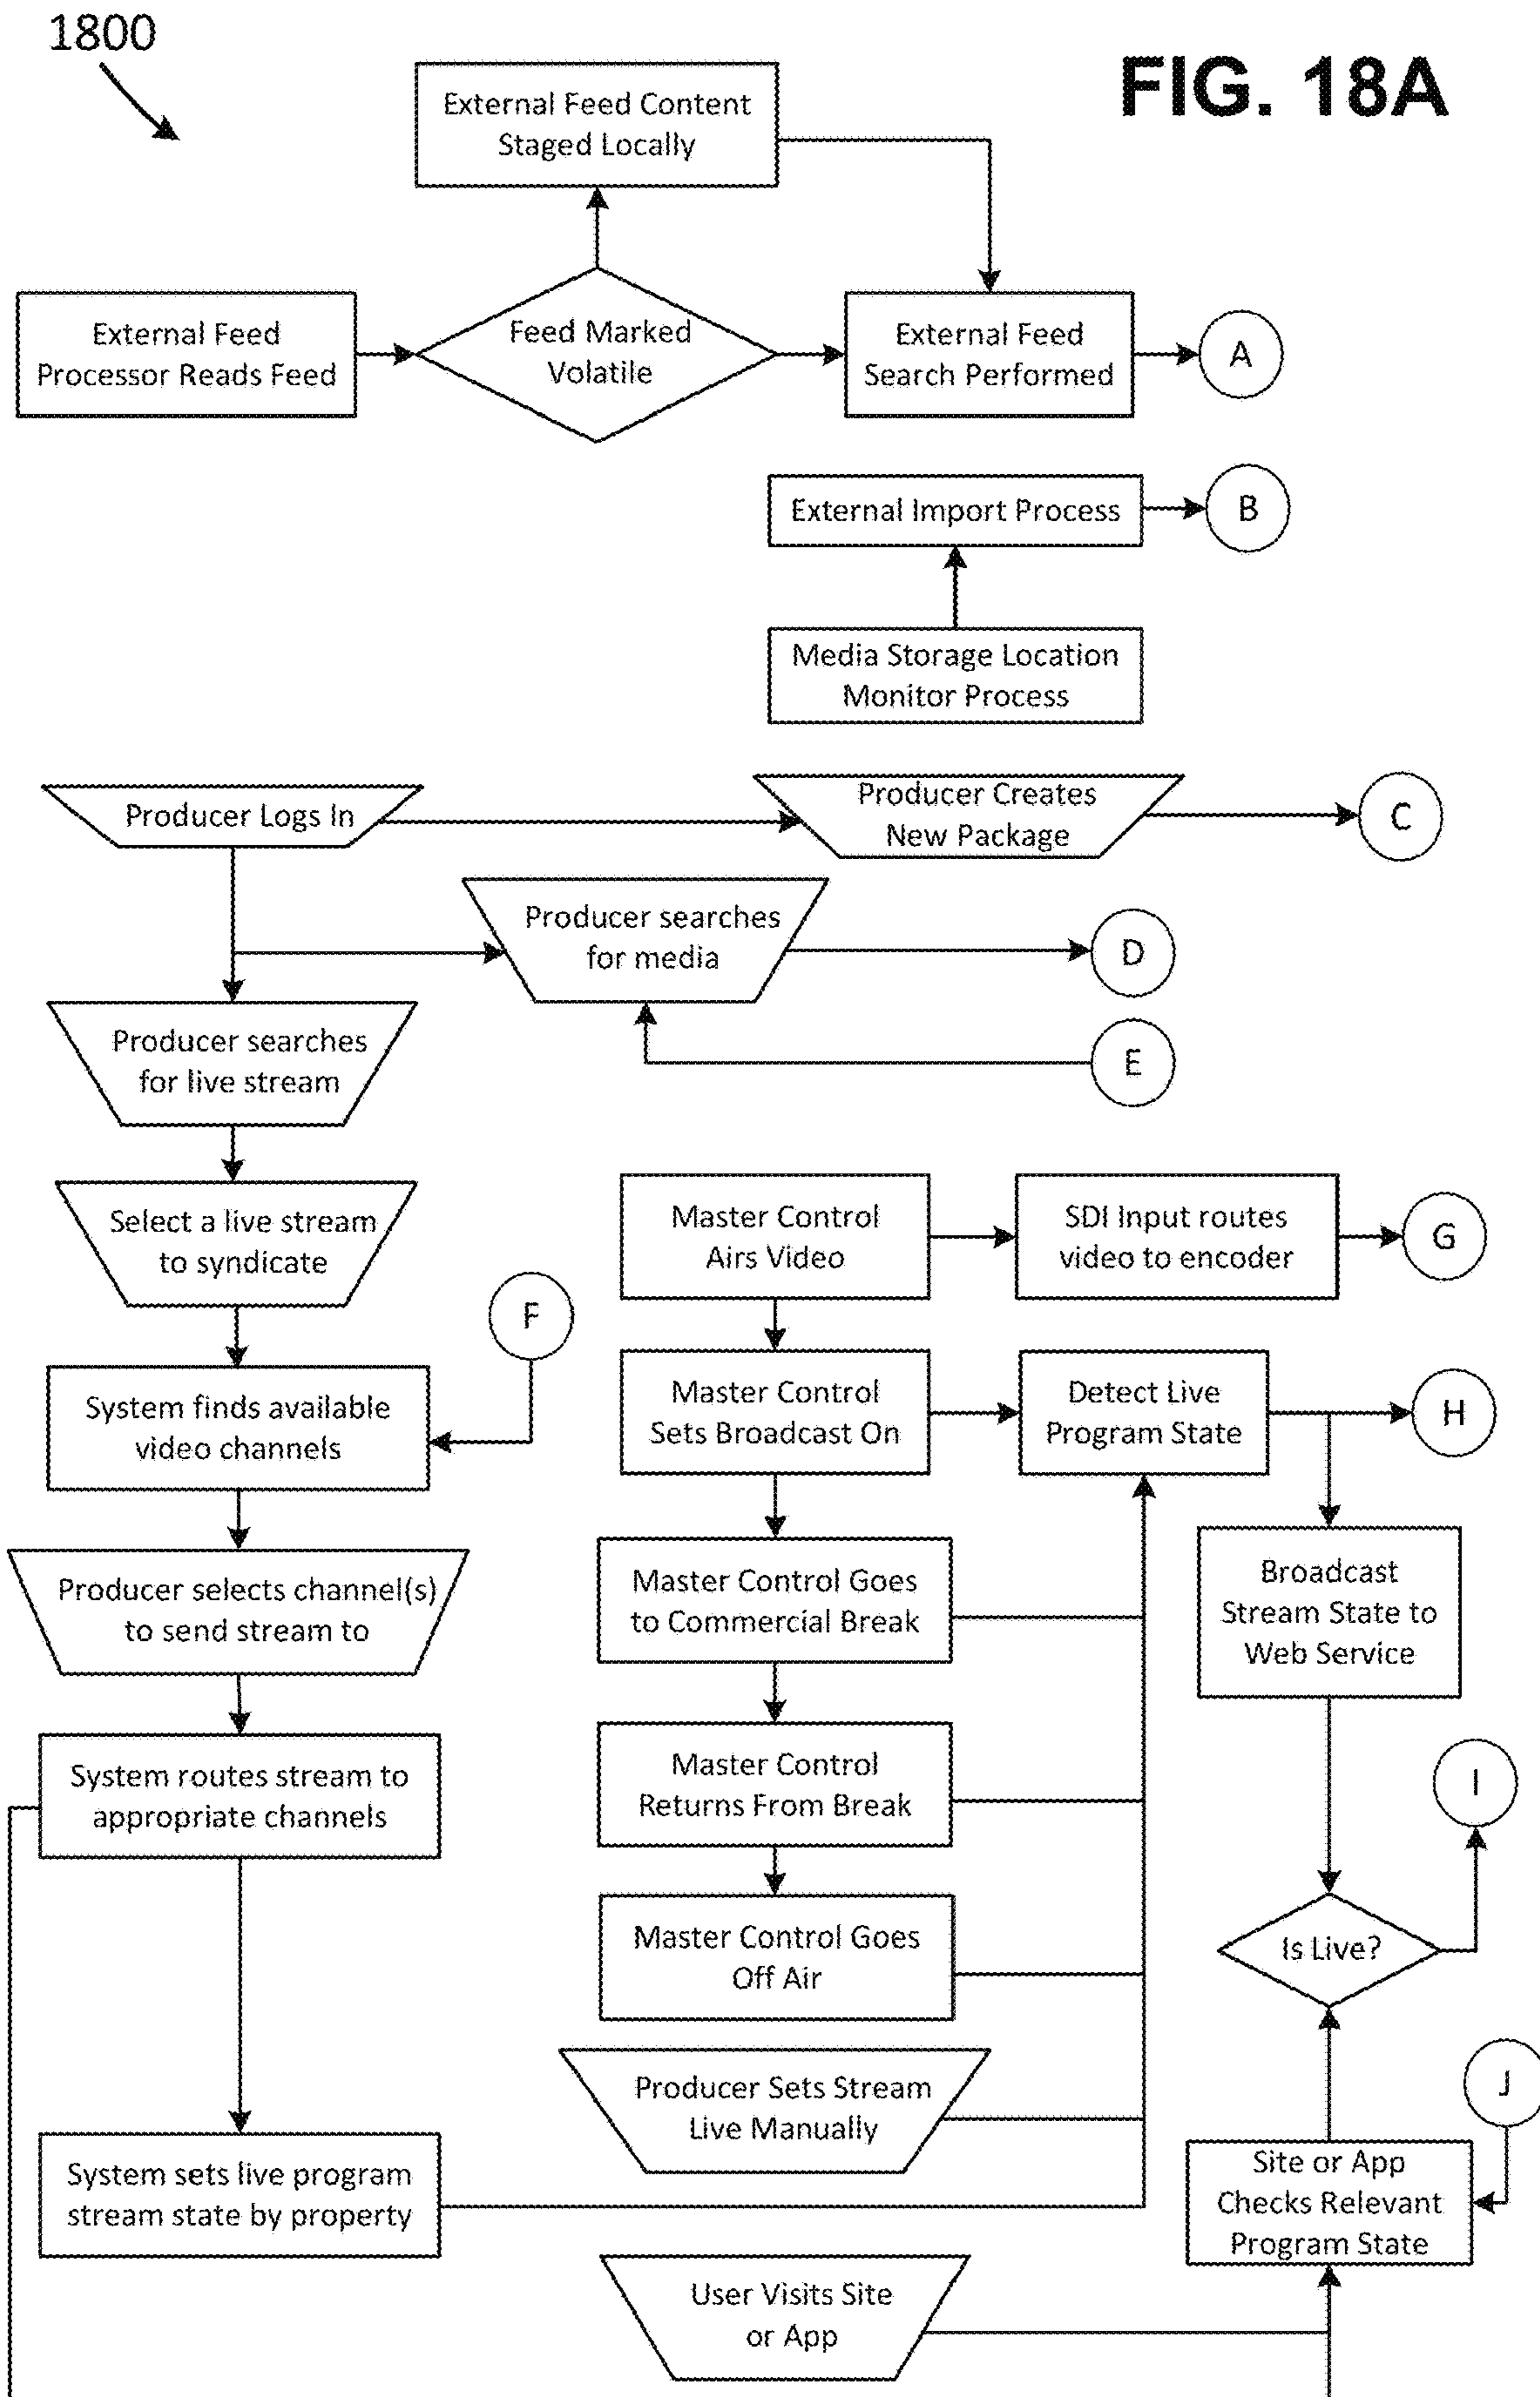 1800
FIG. 18A
External Feed Content
Staged Locally
External Feed
Processor Reads Feed
Feed Marked
Volatile
External Feed
Search Performed
A
External Import Process
B
Media Storage Location
Monitor Process
Producer Logs In
Producer Creates
New Package
C
Producer searches
for media
D
E
Producer searches
for live stream
Select a live stream
to syndicate
F
System finds available
video channels
Producer selects channel(s)
to send stream to
System routes stream to
appropriate channels
System sets live program
stream state by property
Master Control
Airs Video
SDI Input routes
video to encoder
G
Master Control
Sets Broadcast On
Detect Live
Program State
H
Master Control Goes
to Commercial Break
Broadcast
Stream State to
Web Service
Master Control
Returns From Break
I
Master Control Goes
Off Air
Is Live?
Producer Sets Stream
Live Manually
J
Site or App
Checks Relevant
Program State
User Visits Site
or App